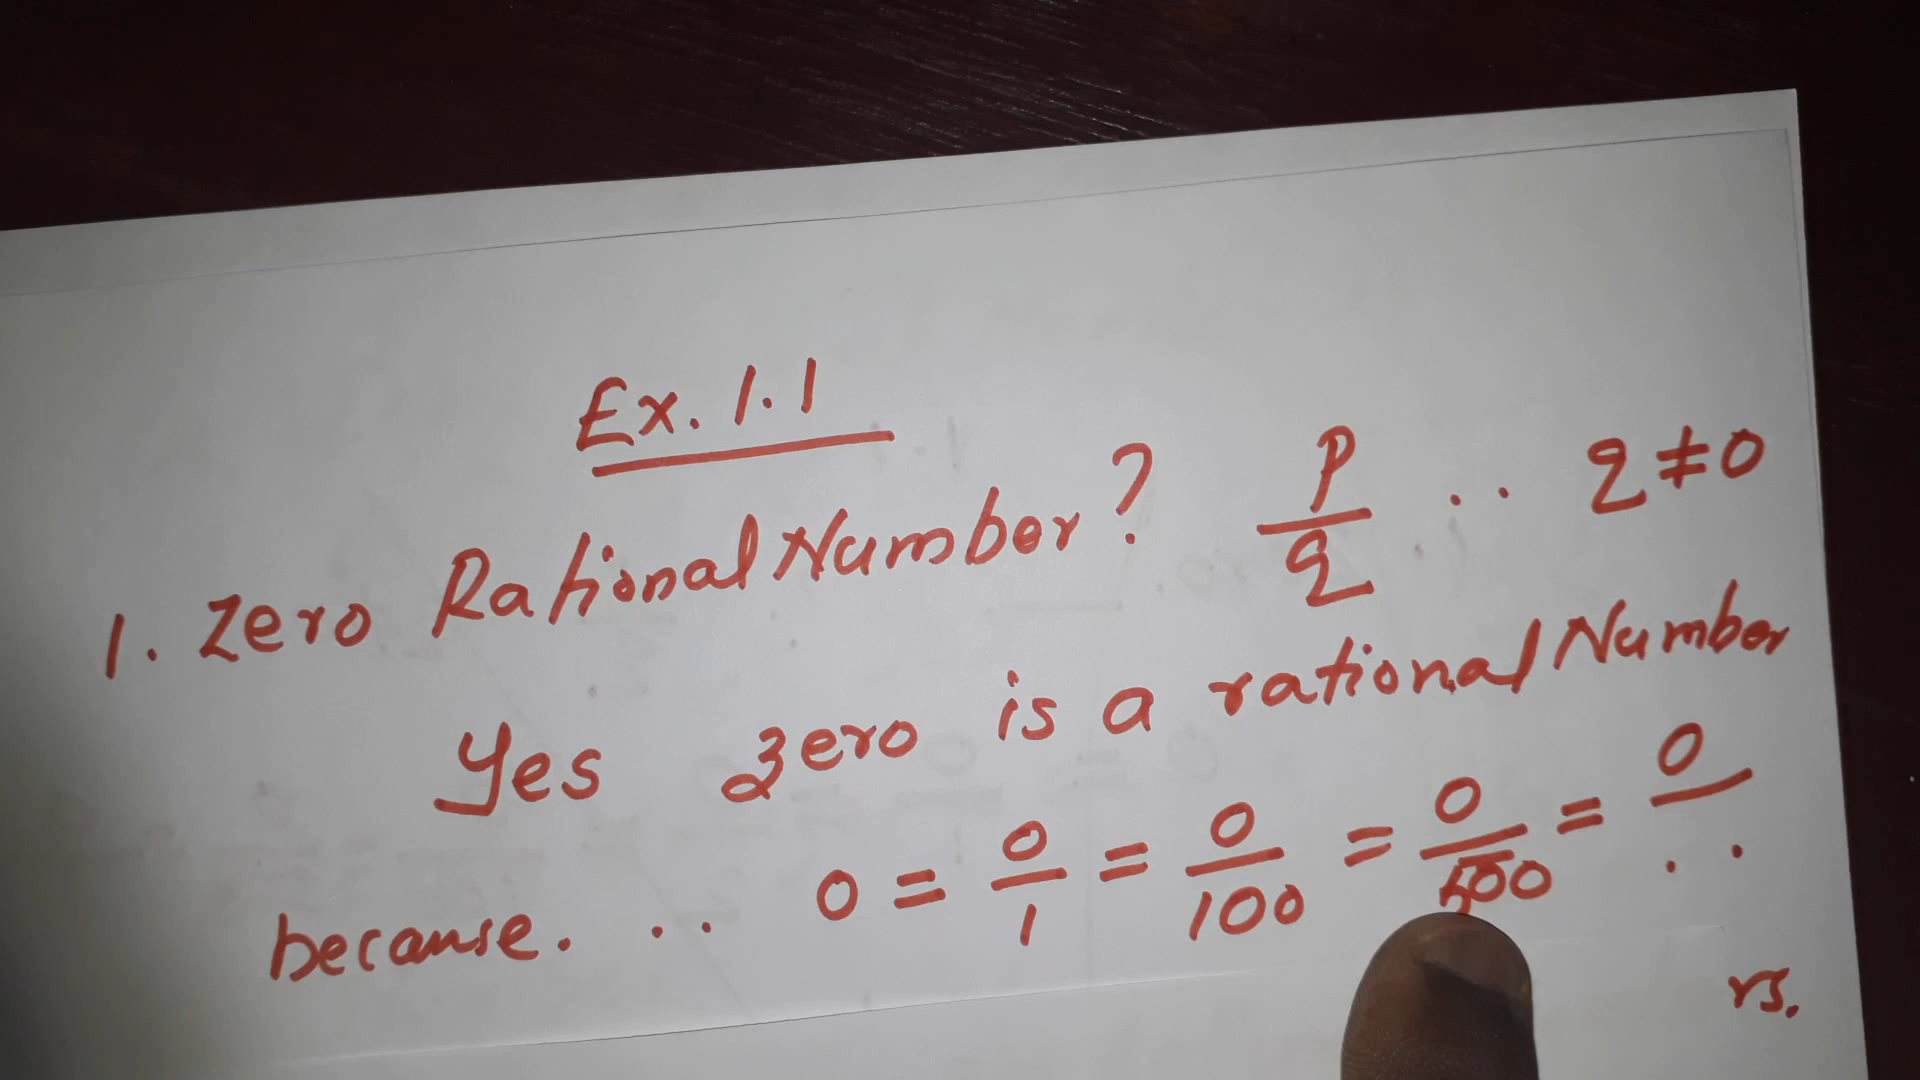 Ex. 1.1
1. Zero Rational Number? p/q .. q ≠ 0
Yes zero is a rational Number
because. .. 0 = 0/1 = 0/100 = 0/500 = 0/..
rs.